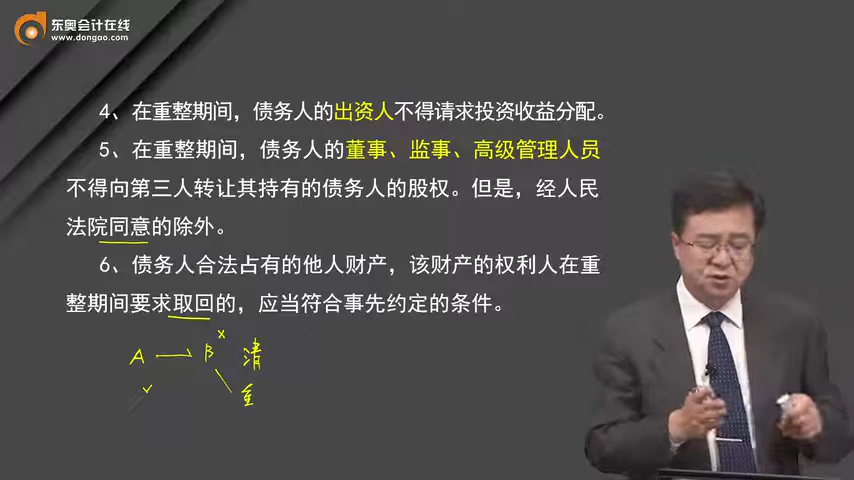 东奥会计在线
www.dongao.com
4、在重整期间，债务人的出资人不得请求投资收益分配。
5、在重整期间，债务人的董事、监事、高级管理人员
不得向第三人转让其持有的债务人的股权。但是，经人民
法院同意的除外。
6、债务人合法占有的他人财产，该财产的权利人在重
整期间要求取回的，应当符合事先约定的条件。
A B 清
重